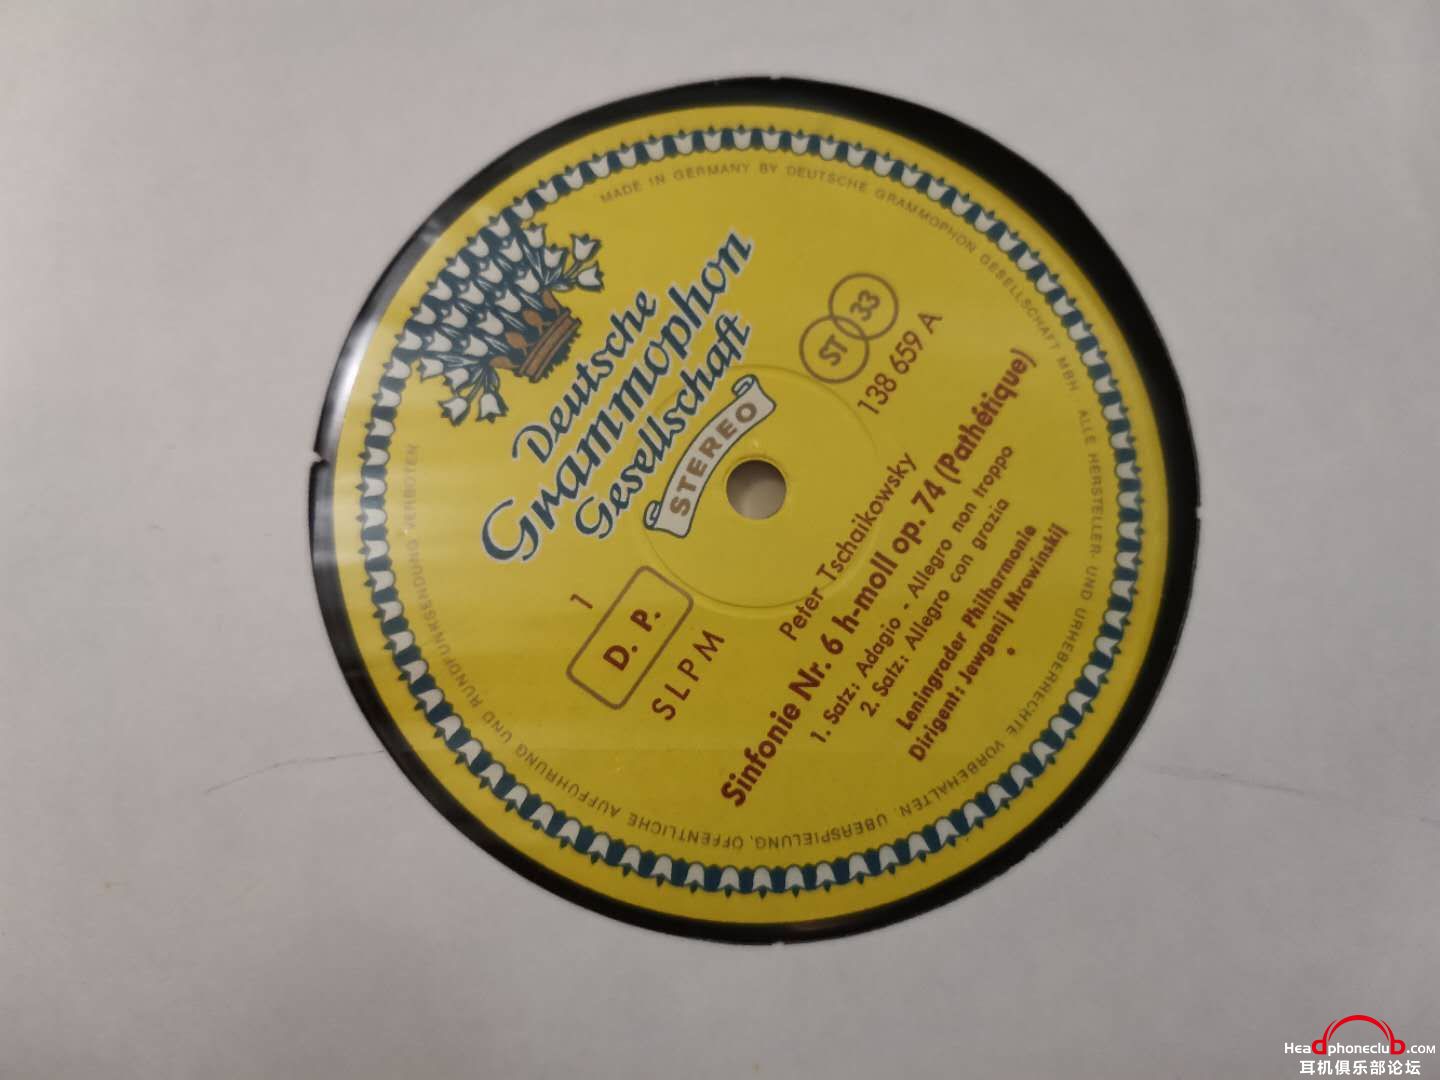 MADE IN GERMANY BY DEUTSCHE GRAMMOPHON GESELLSCHAFT MBH. ALLE HERSTELLER- UND URHEBERRECHTE VORBEHALTEN. ÜBERSPIELUNG, ÖFFENTLICHE AUFFÜHRUNG UND RUNDFUNKSENDUNG VERBOTEN
Deutsche
Grammophon
Gesellschaft
STEREO
ST 33
138 659 A
1
D. P.
SLPM
Peter Tschaikowsky
Sinfonie Nr. 6 h-moll op. 74 (Pathétique)
1. Satz: Adagio - Allegro non troppo
2. Satz: Allegro con grazia
Leningrader Philharmonie
Dirigent: Jewgenij Mrawinskij
Headphoneclub.com
耳机俱乐部论坛